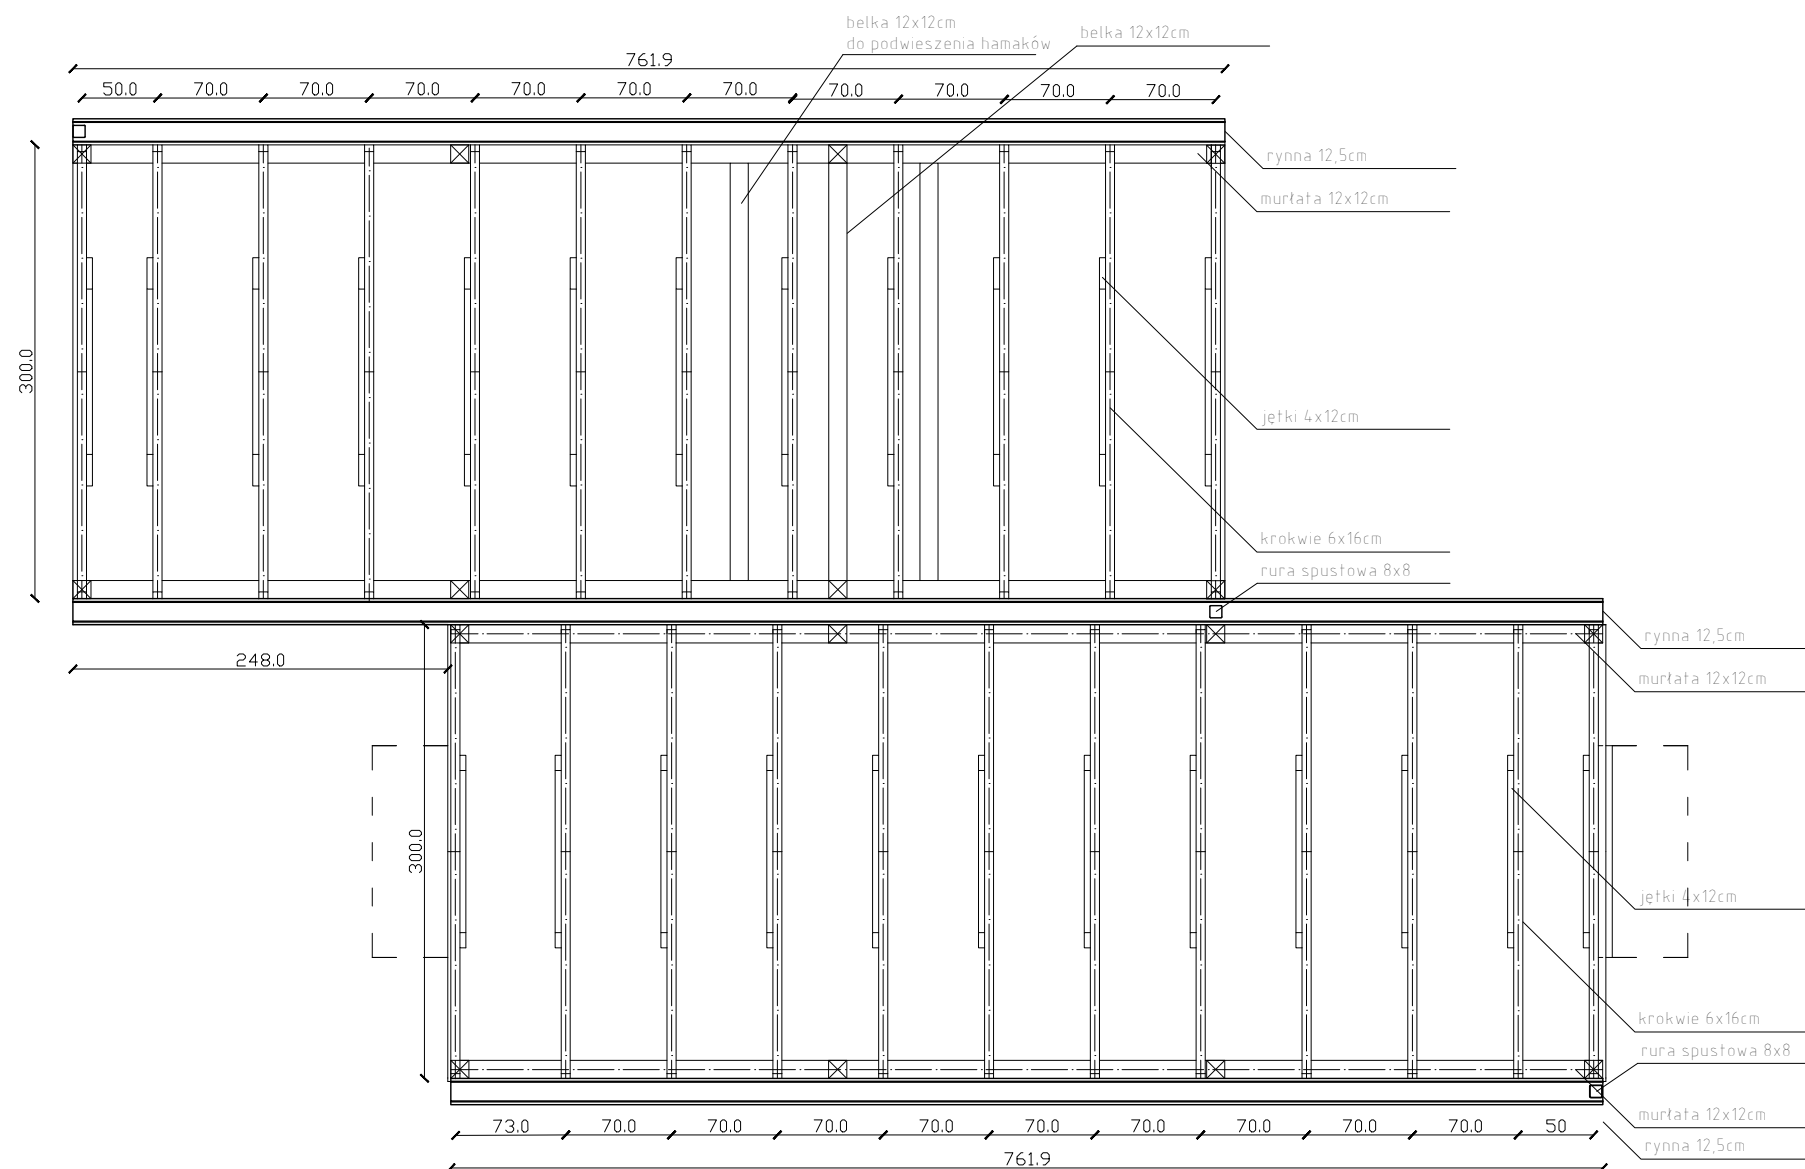 belka 12x12cm
do podwieszenia hamaków
belka 12x12cm
761.9
50.0 70.0 70.0 70.0 70.0 70.0 70.0 70.0 70.0 70.0 70.0
rynna 12,5cm
murłata 12x12cm
300.0
jętki 4x12cm
krokwie 6x16cm
rura spustowa 8x8
rynna 12,5cm
248.0
murłata 12x12cm
300.0
jętki 4x12cm
krokwie 6x16cm
rura spustowa 8x8
murłata 12x12cm
73.0 70.0 70.0 70.0 70.0 70.0 70.0 70.0 70.0 70.0 50
rynna 12,5cm
761.9